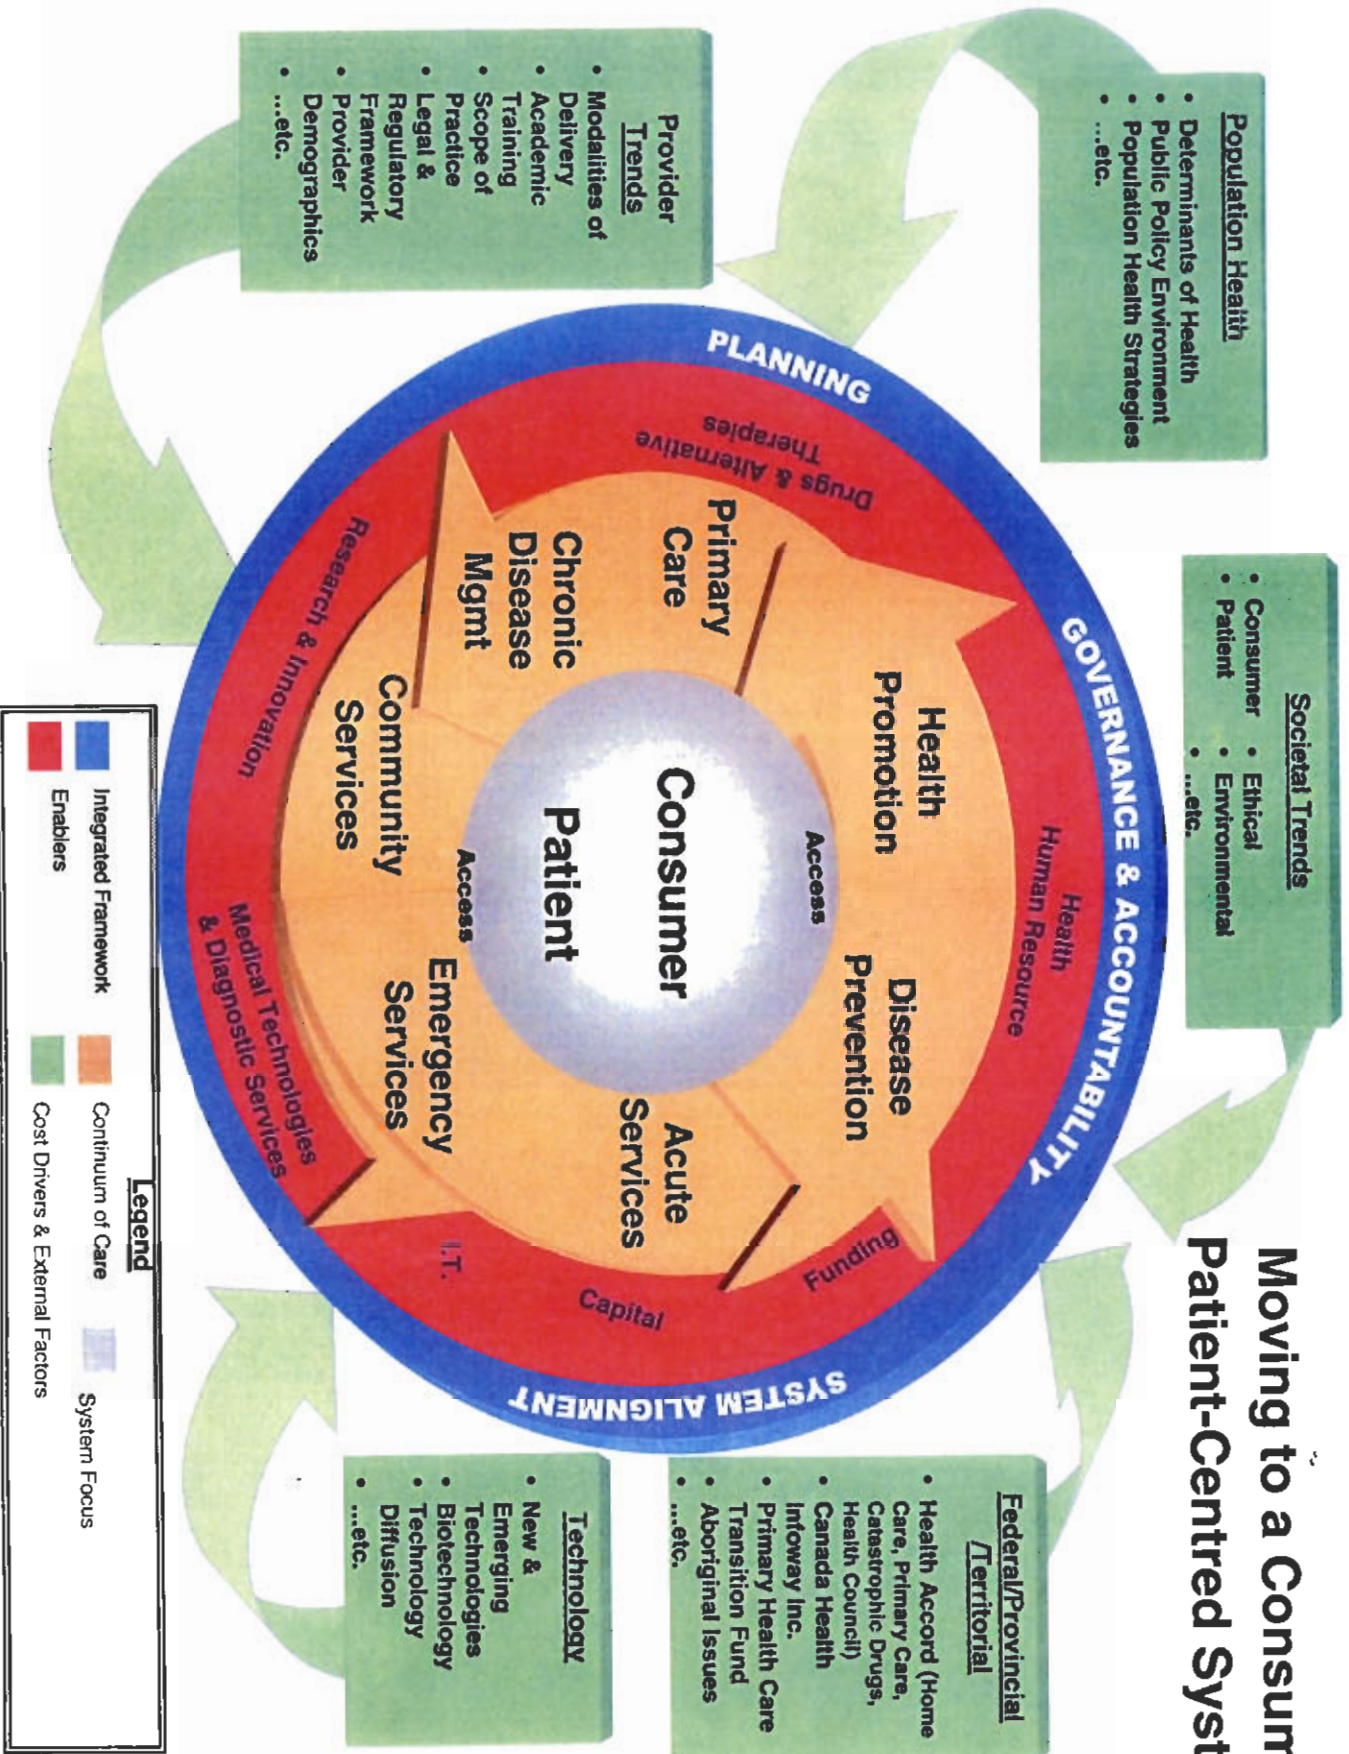 Moving to a Consum
Patient-Centred Syst
Population Health
• Determinants of Health
• Public Policy Environment
• Population Health Strategies
• ...etc.
Societal Trends
• Consumer
• Patient
• Ethical
• Environmental
• ...etc.
Federal/Provincial
/Territorial
• Health Accord (Home
Care, Primary Care,
Catastrophic Drugs,
Health Council)
• Canada Health
Infoway Inc.
• Primary Health Care
Transition Fund
• Aboriginal Issues
• ...etc.
Technology
• New &
Emerging
Technologies
• Biotechnology
• Technology
Diffusion
• ...etc.
Provider
Trends
• Modalities of
Delivery
• Academic
Training
• Scope of
Practice
• Legal &
Regulatory
Framework
• Provider
Demographics
• ...etc.
PLANNING
GOVERNANCE & ACCOUNTABILITY
SYSTEM ALIGNMENT
Drugs & Alternative
Therapies
Health
Human Resource
Funding
Capital
I.T.
Medical Technologies
& Diagnostic Services
Research & Innovation
Health
Promotion
Disease
Prevention
Acute
Services
Emergency
Services
Community
Services
Chronic
Disease
Mgmt
Primary
Care
Access
Consumer
Patient
Access
Legend
Integrated Framework
Continuum of Care
System Focus
Enablers
Cost Drivers & External Factors